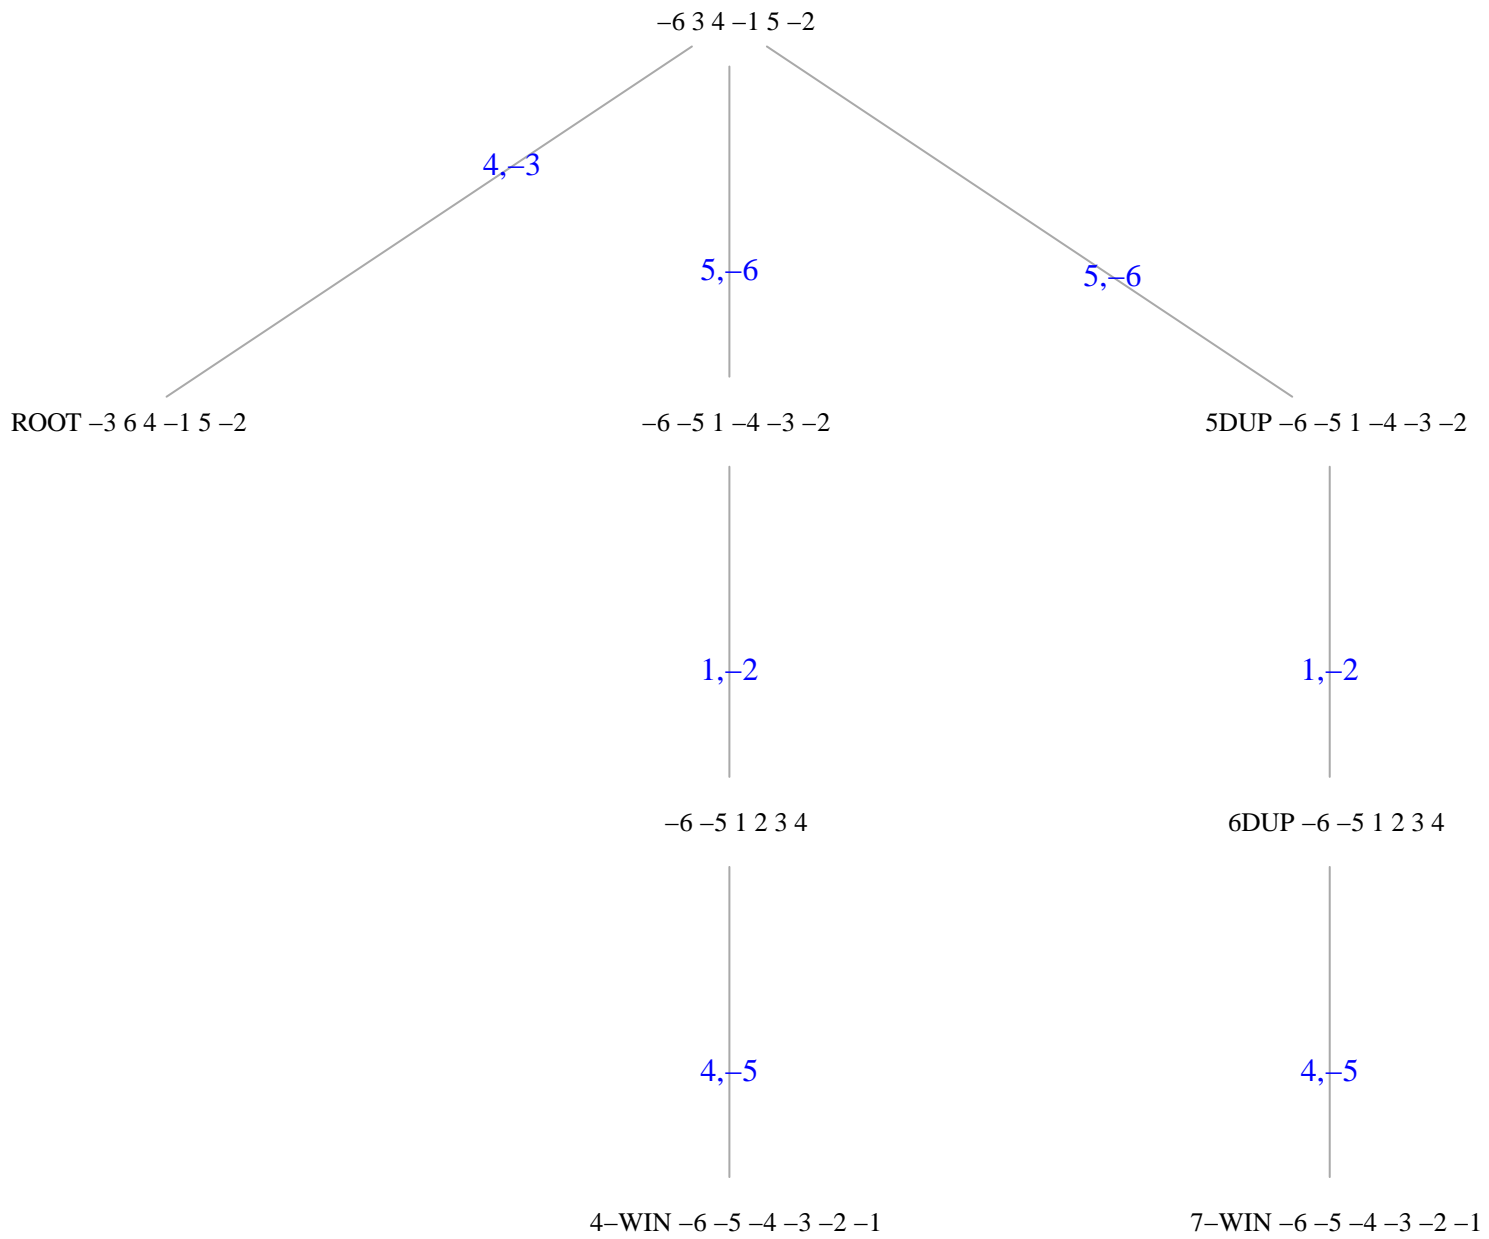 –6 3 4 –1 5 –2
4,–3
5,–6
5,–6
ROOT –3 6 4 –1 5 –2
–6 –5 1 –4 –3 –2
5DUP –6 –5 1 –4 –3 –2
1,–2
1,–2
–6 –5 1 2 3 4
6DUP –6 –5 1 2 3 4
4,–5
4,–5
4–WIN –6 –5 –4 –3 –2 –1
7–WIN –6 –5 –4 –3 –2 –1